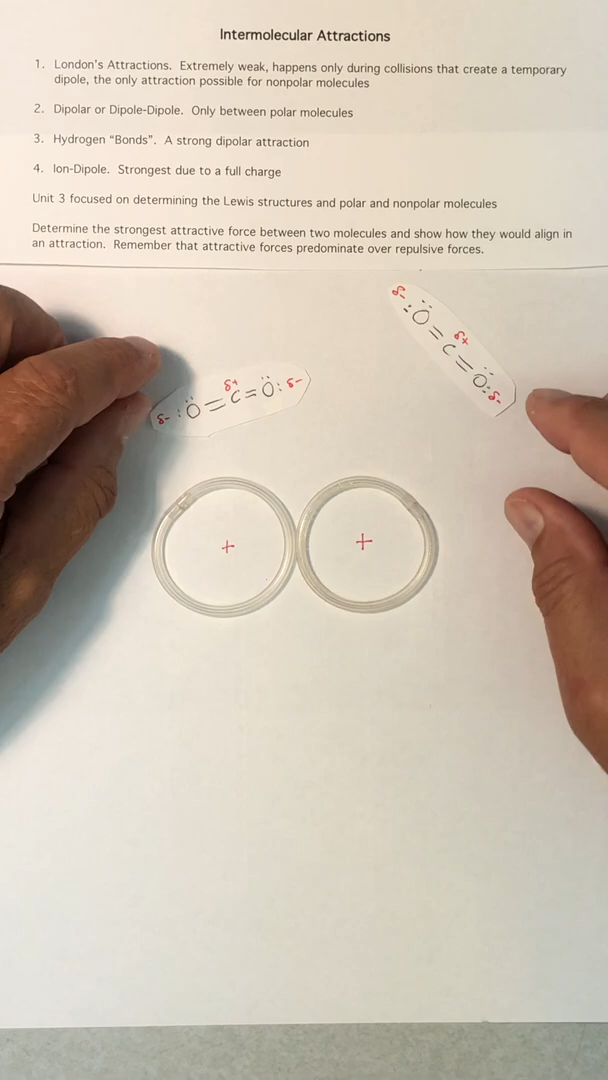 Intermolecular Attractions
1. London's Attractions. Extremely weak, happens only during collisions that create a temporary
dipole, the only attraction possible for nonpolar molecules
2. Dipolar or Dipole-Dipole. Only between polar molecules
3. Hydrogen "Bonds". A strong dipolar attraction
4. Ion-Dipole. Strongest due to a full charge
Unit 3 focused on determining the Lewis structures and polar and nonpolar molecules
Determine the strongest attractive force between two molecules and show how they would align in
an attraction. Remember that attractive forces predominate over repulsive forces.
δ- :Ö=C=Ö: δ-
δ+
δ- :Ö=C=Ö: δ-
δ+
+ +